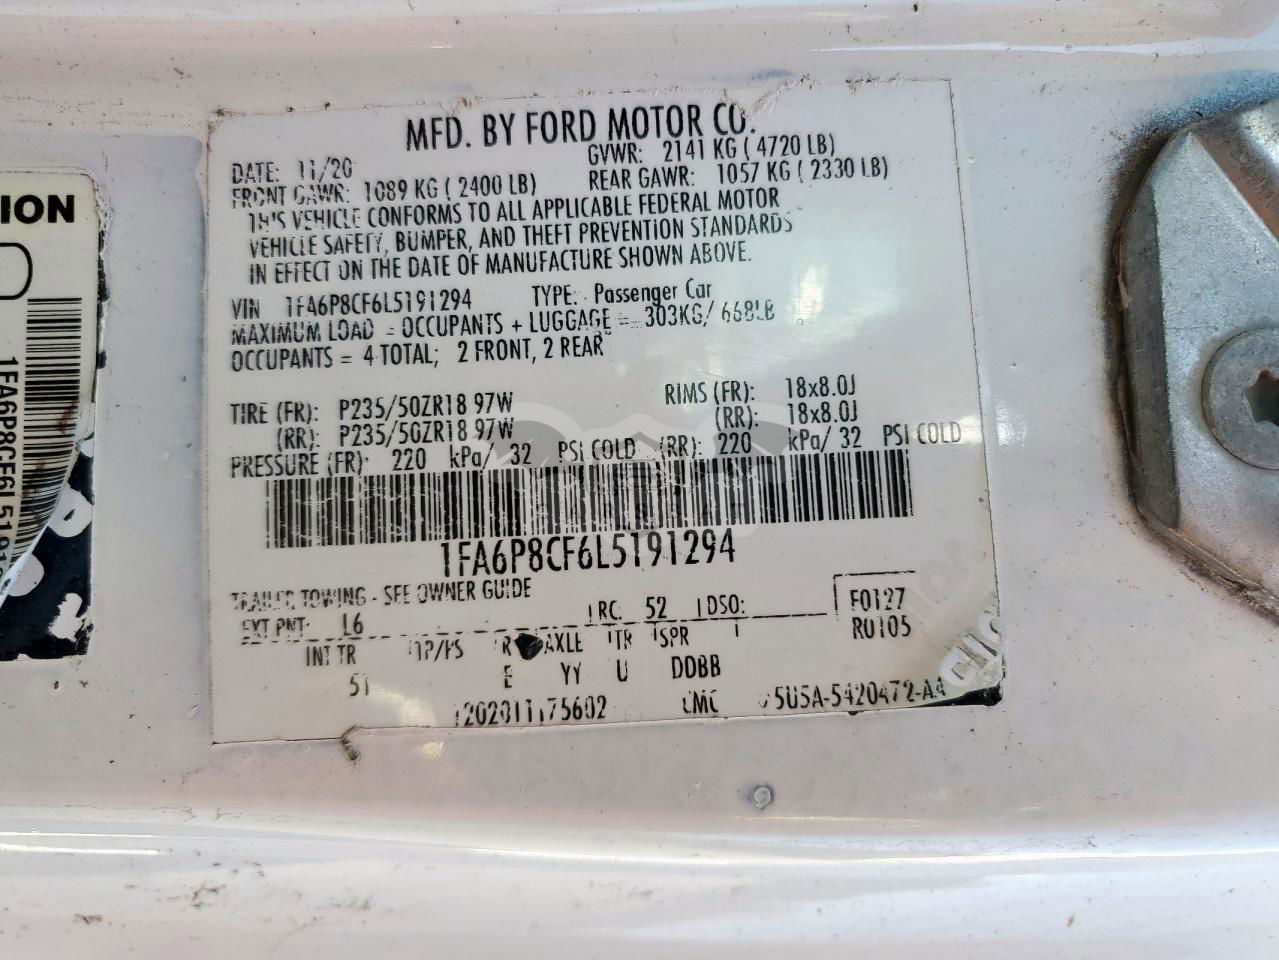 MFD. BY FORD MOTOR CO.
DATE: 11/20
GVWR: 2141 KG ( 4720 LB)
FRONT GAWR: 1089 KG ( 2400 LB)
REAR GAWR: 1057 KG ( 2330 LB)
THIS VEHICLE CONFORMS TO ALL APPLICABLE FEDERAL MOTOR
VEHICLE SAFETY, BUMPER, AND THEFT PREVENTION STANDARDS
IN EFFECT ON THE DATE OF MANUFACTURE SHOWN ABOVE.
VIN 1FA6P8CF6L5191294 TYPE: Passenger Car
MAXIMUM LOAD = OCCUPANTS + LUGGAGE = 303KG/ 668LB
OCCUPANTS = 4 TOTAL; 2 FRONT, 2 REAR
TIRE (FR): P235/50ZR18 97W RIMS (FR): 18x8.0J
(RR): P235/50ZR18 97W (RR): 18x8.0J
PRESSURE (FR): 220 kPa/ 32 PSI COLD (RR): 220 kPa/ 32 PSI COLD
1FA6P8CF6L5191294
TRAILER TOWING - SEE OWNER GUIDE
EXT PNT: L6 RC: 52 DSO:
F0127
R0105
INT TR TP/PS R AXLE TR SPR
51 E YY U DDBB
CMC 5U5A-5420472-AA
ION
1FA6P8CF6L5191